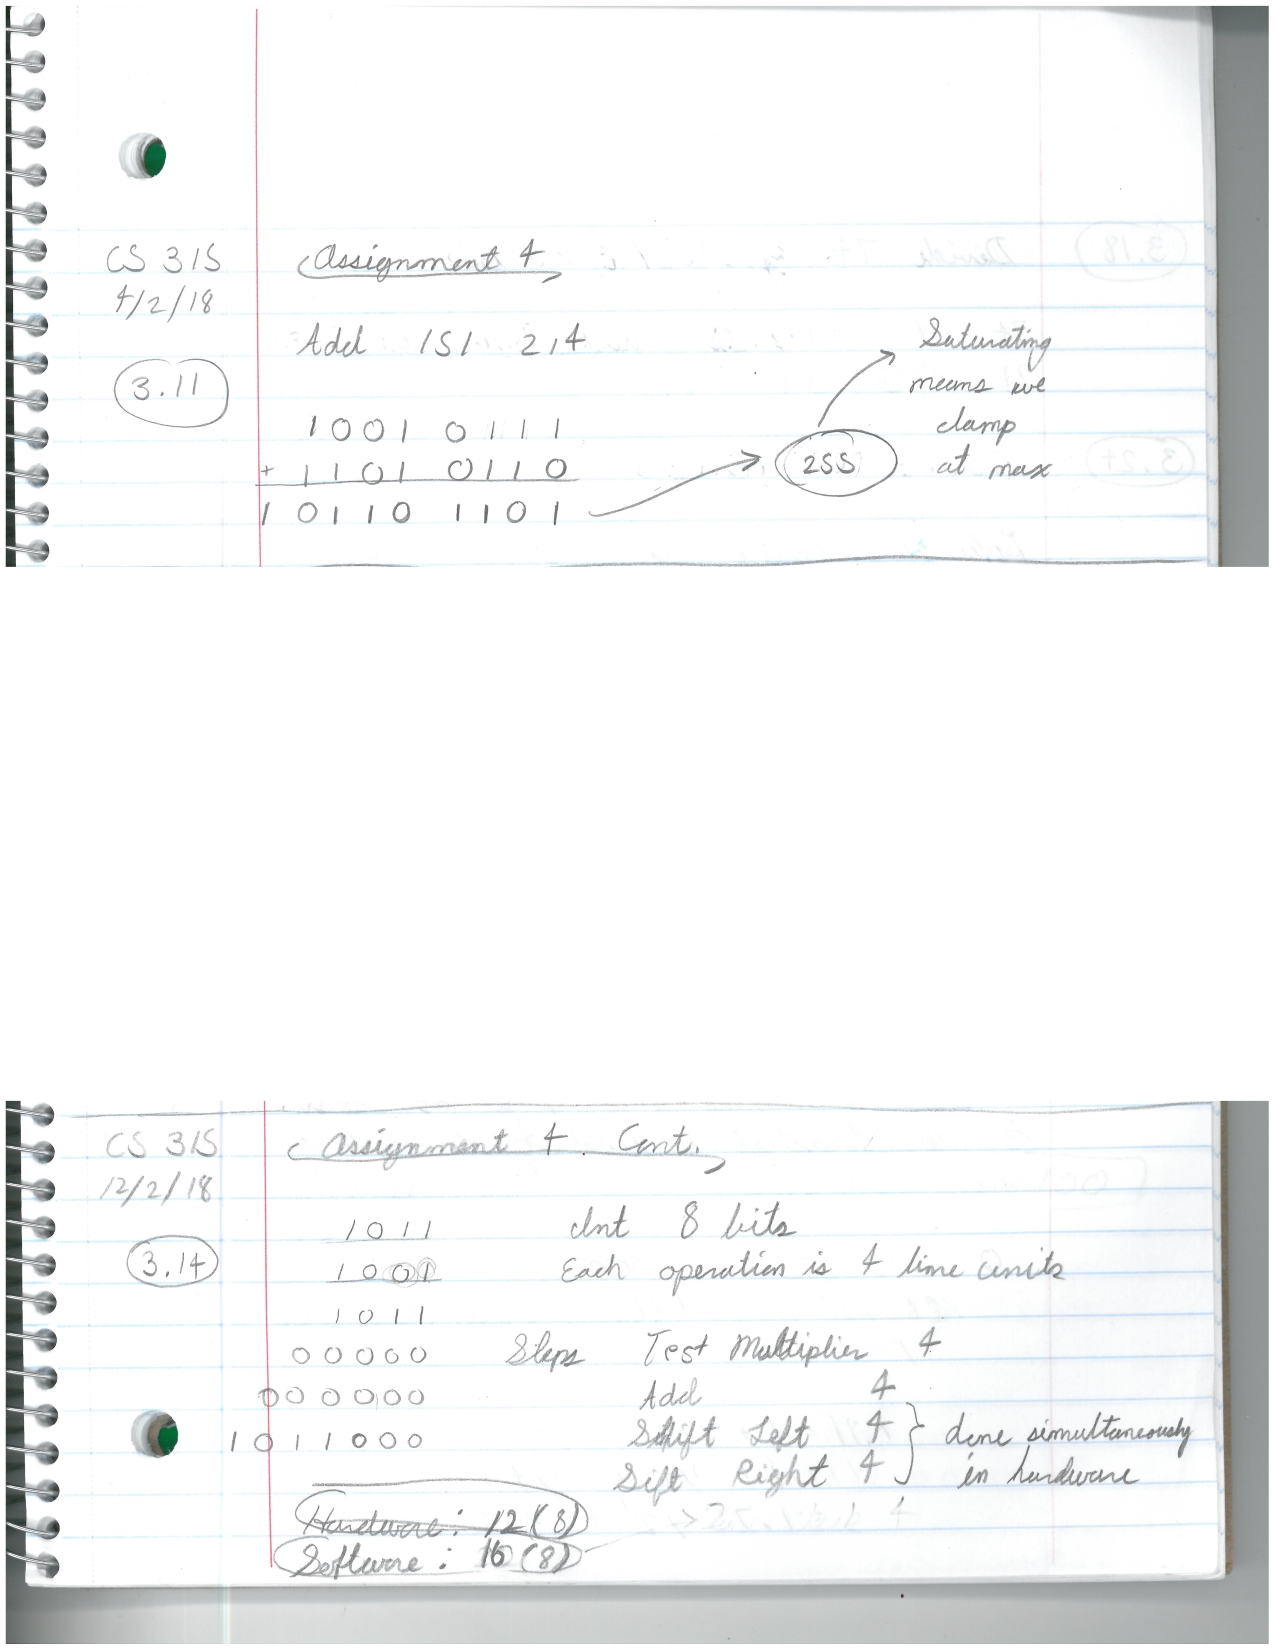 CS 315
Assignment 4
4/2/18
Add 151 214
3.11
1001 0111
+ 1101 0110
1 0110 1101
255
Saturating
means we
clamp
at max
CS 315
Assignment 4 Cont.
12/2/18
3.14
1011
1001
1011
00000
000000
1011000
Int 8 bits
Each operation is 4 time units
Steps Test Multiplier 4
Add 4
Shift Left 4
Sift Right 4
done simultaneously
in hardware
Hardware: 12(8)
Software: 16(8)